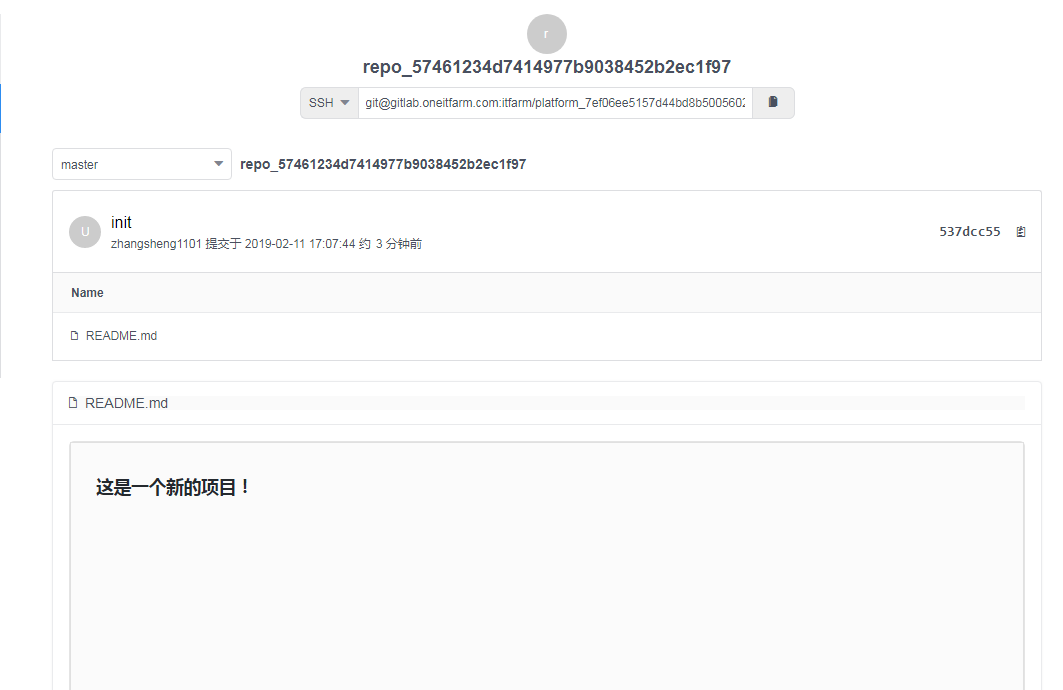 r
repo_57461234d7414977b9038452b2ec1f97
SSH git@gitlab.oneitfarm.com:itfarm/platform_7ef06ee5157d44bd8b5005602
master repo_57461234d7414977b9038452b2ec1f97
U
init
zhangsheng1101 提交于 2019-02-11 17:07:44 约 3 分钟前
537dcc55
Name
README.md
README.md
这是一个新的项目！